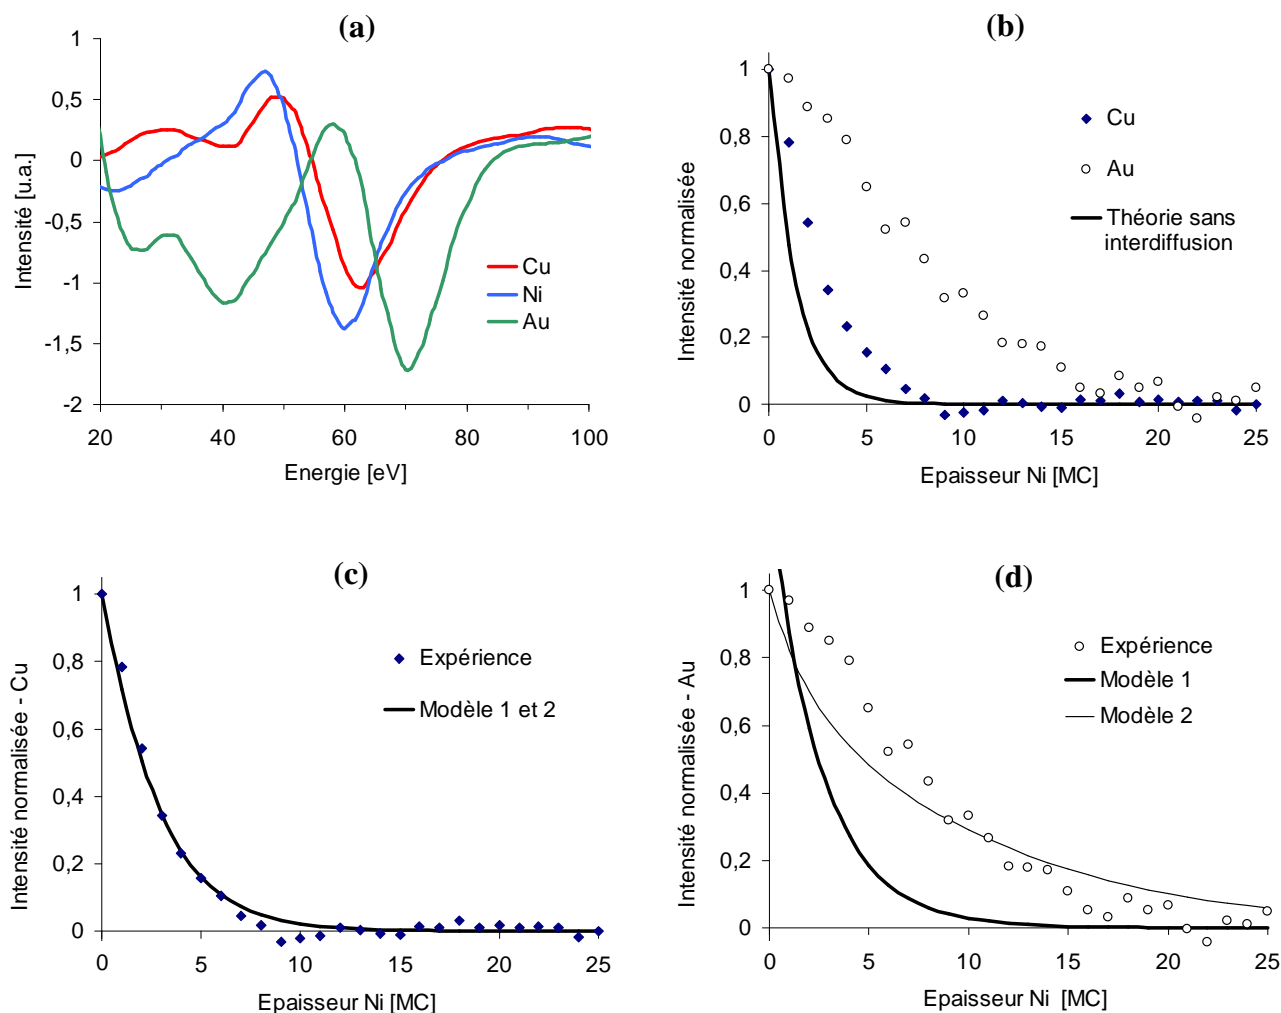 (a)
1
0,5
0
-0,5
-1
-1,5
-2
20
40
60
80
100
Intensité [u.a.]
Energie [eV]
Cu
Ni
Au
(b)
1
0,8
0,6
0,4
0,2
0
0
5
10
15
20
25
Intensité normalisée
Epaisseur Ni [MC]
Cu
Au
Théorie sans
interdiffusion
(c)
1
0,8
0,6
0,4
0,2
0
0
5
10
15
20
25
Intensité normalisée - Cu
Epaisseur Ni [MC]
Expérience
Modèle 1 et 2
(d)
1
0,8
0,6
0,4
0,2
0
0
5
10
15
20
25
Intensité normalisée - Au
Epaisseur Ni [MC]
Expérience
Modèle 1
Modèle 2